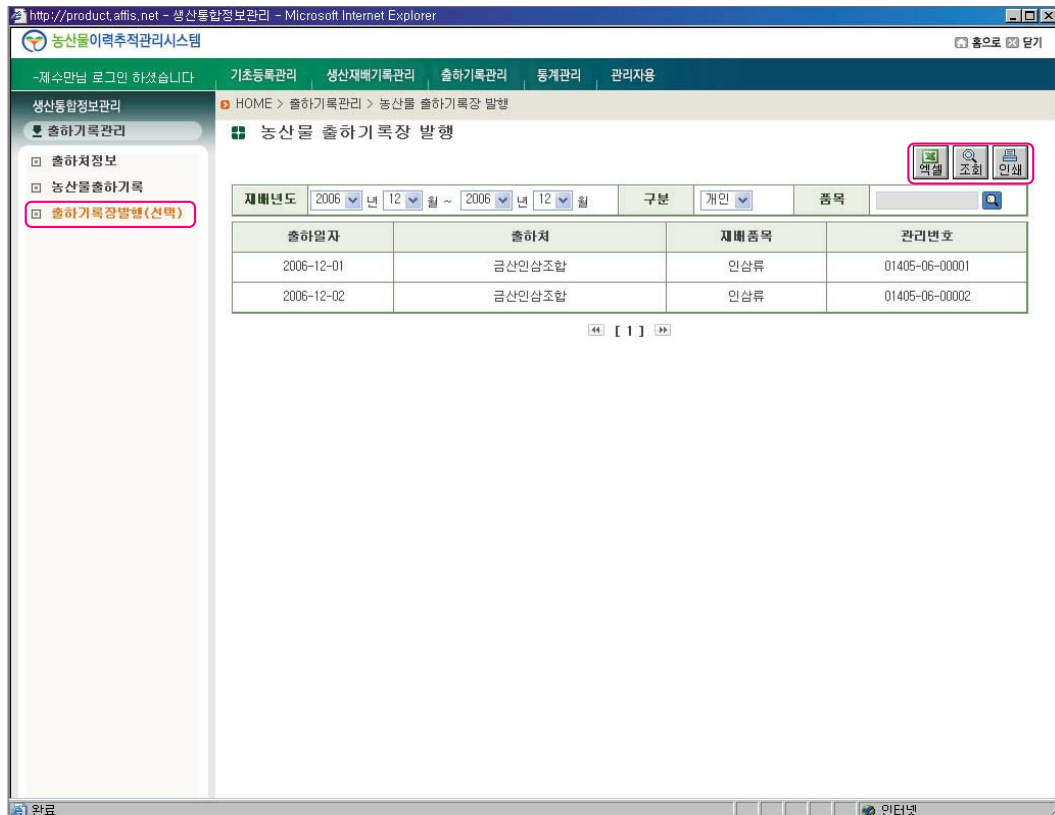 http://product.affis.net - 생산통합정보관리 - Microsoft Internet Explorer
농산물이력추적관리시스템
홈으로 닫기
-제수만님 로그인 하셨습니다
기초등록관리 생산재배기록관리 출하기록관리 통계관리 관리자용
생산통합정보관리
HOME > 출하기록관리 > 농산물 출하기록장 발행
출하기록관리
농산물 출하기록장 발행
출하처정보
엑셀 조회 인쇄
농산물출하기록
출하기록장발행(선택)
재배년도 2006 년 12 월 ~ 2006 년 12 월 구분 개인 품목
출하일자 출하처 재배품목 관리번호
2006-12-01 금산인삼조합 인삼류 01405-06-00001
2006-12-02 금산인삼조합 인삼류 01405-06-00002
[ 1 ]
완료 인터넷